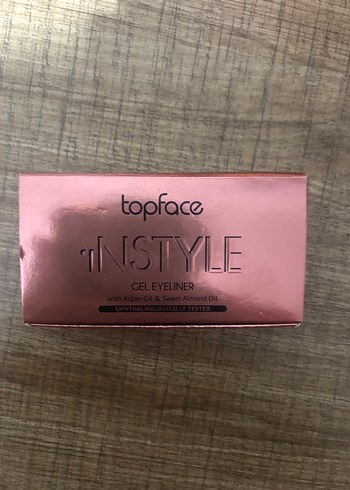 topface
iNSTYLE
GEL EYELINER
with Argan Oil & Sweet Almond Oil
OPHTHALMOLOGICALLY TESTED